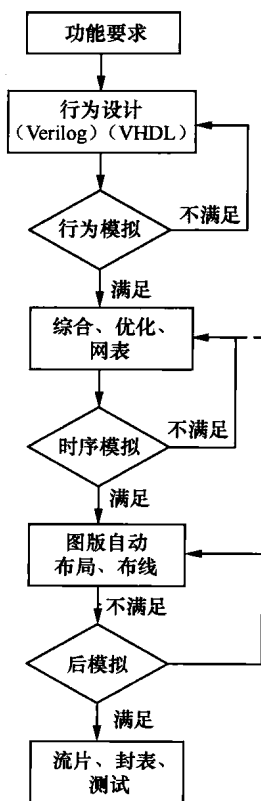 功能要求
行为设计
（Verilog）（VHDL）
不满足
行为模拟
满足
综合、优化、
网表
不满足
时序模拟
满足
图版自动
布局、布线
不满足
后模拟
满足
流片、封表、
测试